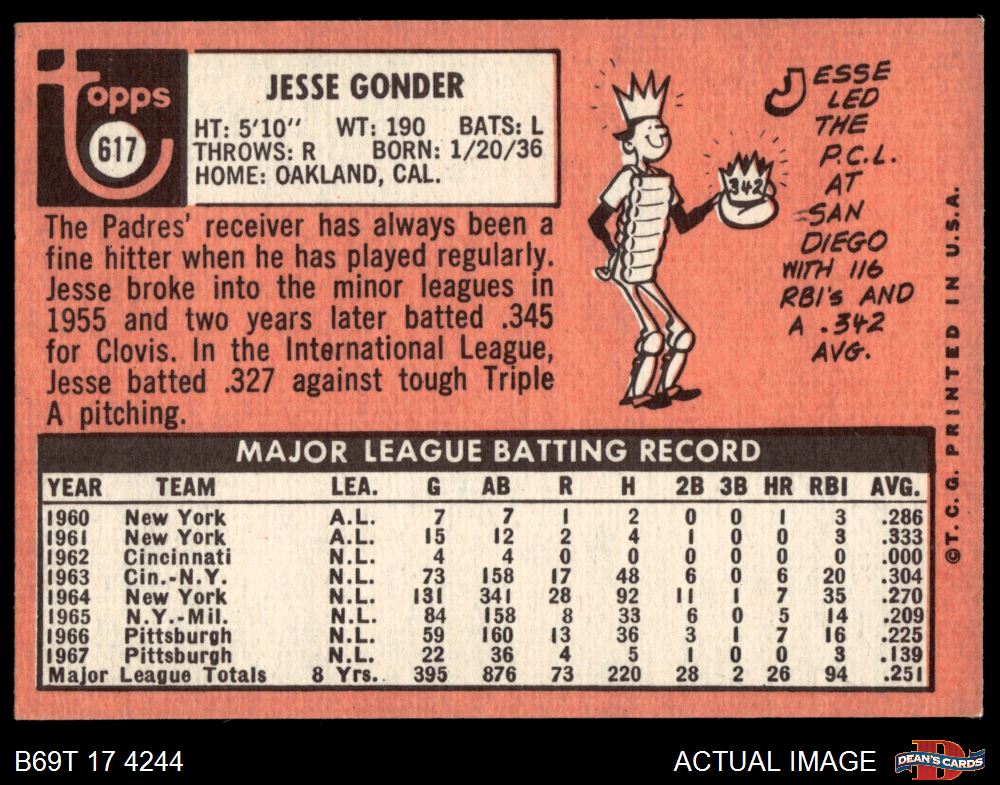 topps
617
JESSE GONDER
HT: 5'10" WT: 190 BATS: L
THROWS: R BORN: 1/20/36
HOME: OAKLAND, CAL.
The Padres' receiver has always been a
fine hitter when he has played regularly.
Jesse broke into the minor leagues in
1955 and two years later batted .345
for Clovis. In the International League,
Jesse batted .327 against tough Triple
A pitching.
342
JESSE
LED
THE
P.C.L.
AT
SAN
DIEGO
WITH 116
RBI's AND
A .342
AVG.
MAJOR LEAGUE BATTING RECORD
YEAR TEAM LEA. G AB R H 2B 3B HR RBI AVG.
1960 New York A.L. 7 7 1 2 0 0 1 3 .286
1961 New York A.L. 15 12 2 4 1 0 0 3 .333
1962 Cincinnati N.L. 4 4 0 0 0 0 0 0 .000
1963 Cin.-N.Y. N.L. 73 158 17 48 6 0 6 20 .304
1964 New York N.L. 131 341 28 92 11 1 7 35 .270
1965 N.Y.-Mil. N.L. 84 158 8 33 6 0 5 14 .209
1966 Pittsburgh N.L. 59 160 13 36 3 1 7 16 .225
1967 Pittsburgh N.L. 22 36 4 5 1 0 0 3 .139
Major League Totals 8 Yrs. 395 876 73 220 28 2 26 94 .251
©T.C.G. PRINTED IN U.S.A.
B69T 17 4244
ACTUAL IMAGE
DEAN'S CARDS